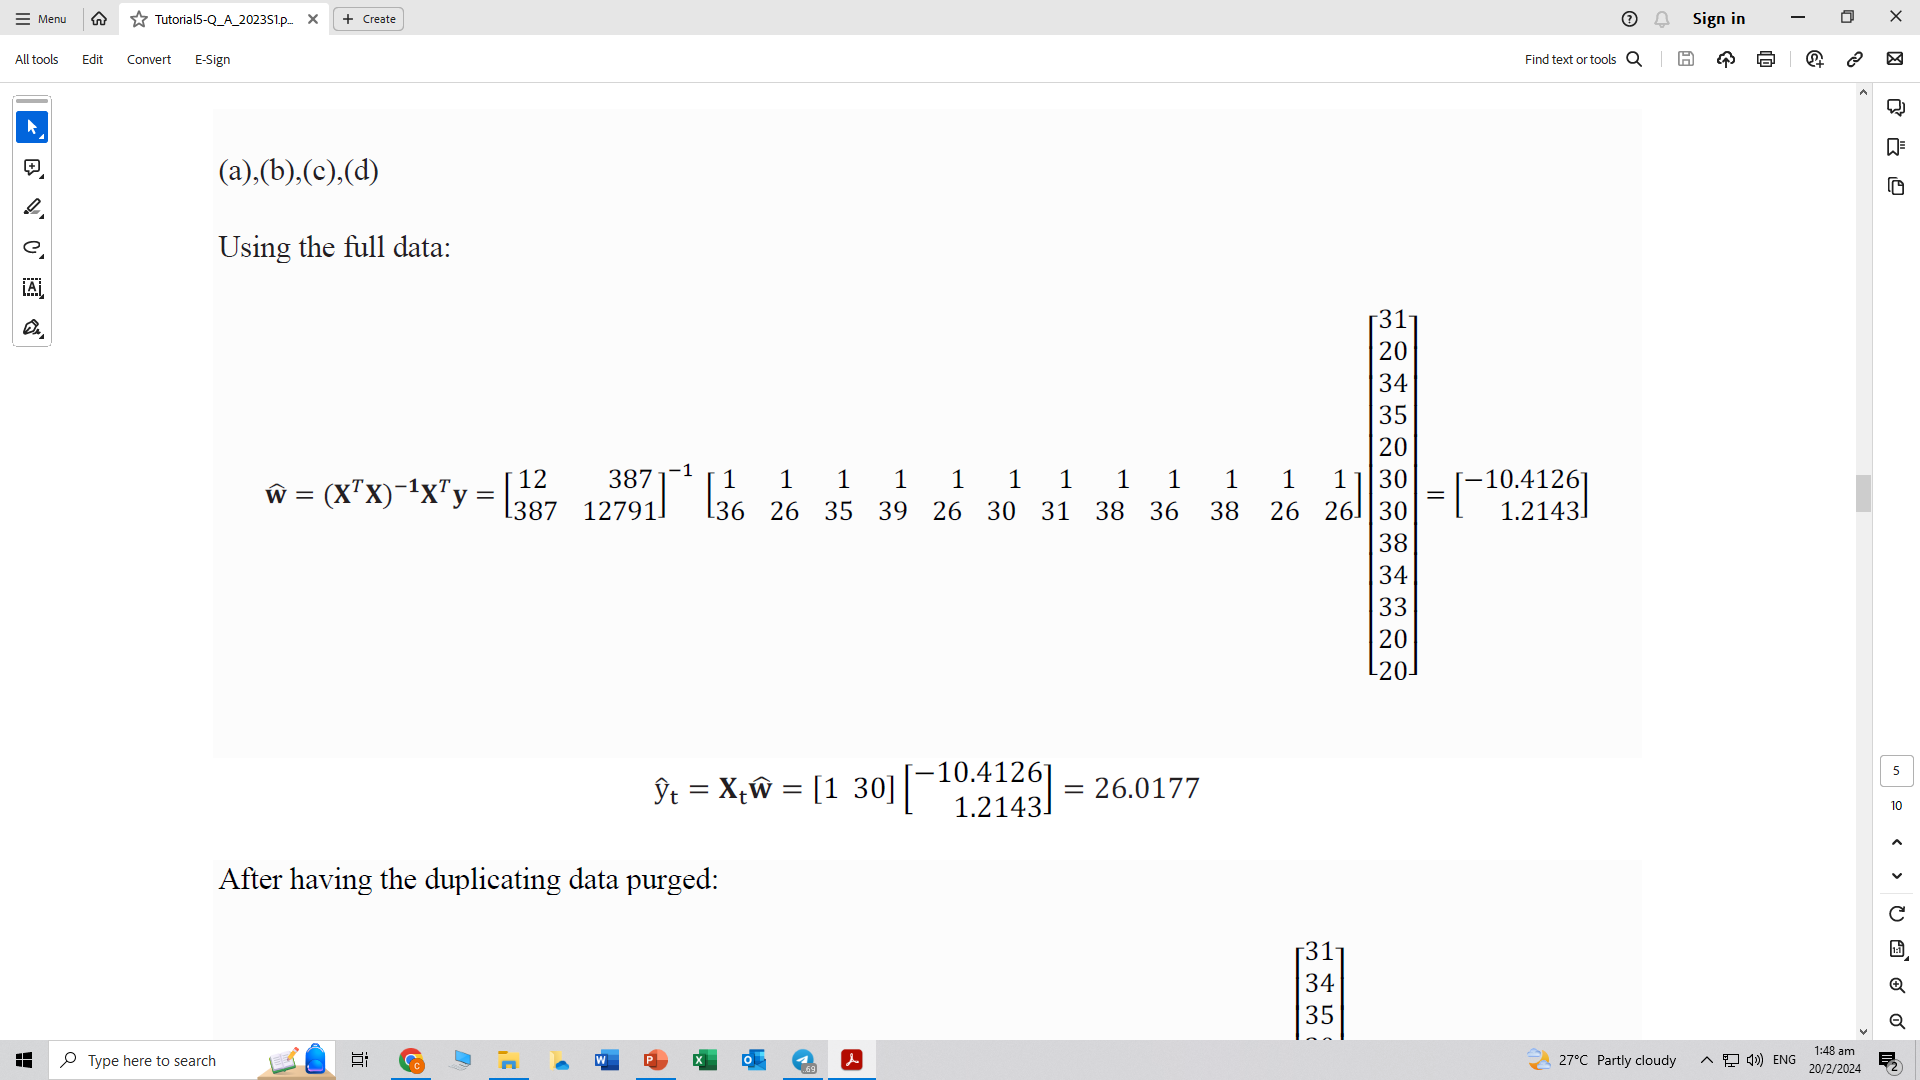 Menu
Tutorial5-Q_A_2023S1.p...
Create
Sign in
All tools Edit Convert E-Sign
Find text or tools
(a),(b),(c),(d)
Using the full data:
ŵ = (XᵀX)⁻¹Xᵀy = [12 387; 387 12791]⁻¹ [1 1 1 1 1 1 1 1 1 1 1 1; 36 26 35 39 26 30 31 38 36 38 26 26] [31; 20; 34; 35; 20; 30; 30; 38; 34; 33; 20; 20] = [−10.4126; 1.2143]
ŷt = Xtŵ = [1 30] [−10.4126; 1.2143] = 26.0177
After having the duplicating data purged:
31
34
35
5
10
Type here to search
69
27°C Partly cloudy
ENG
1:48 am
20/2/2024
2